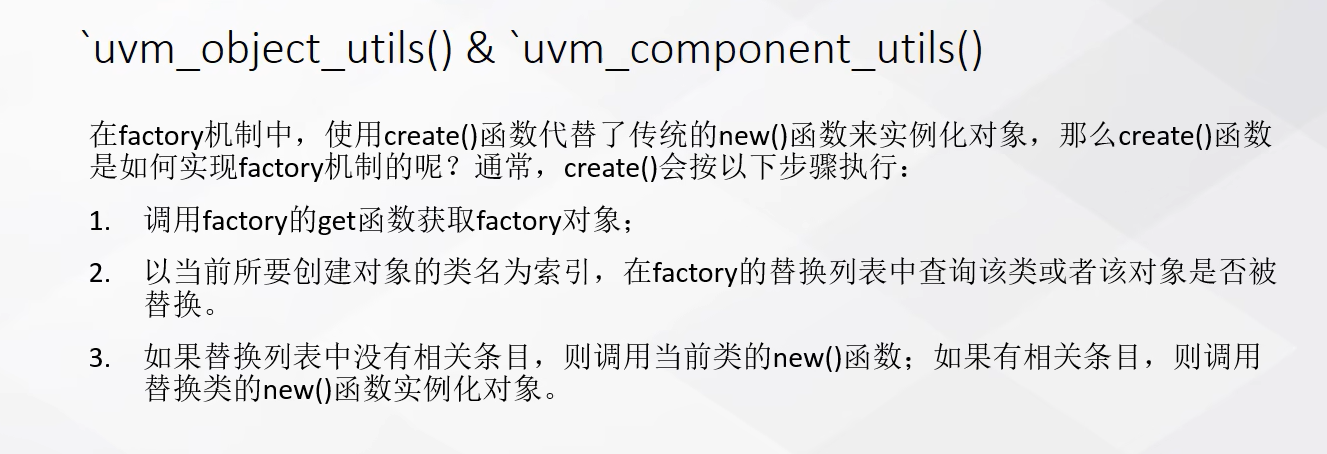 `uvm_object_utils() & `uvm_component_utils()
在factory机制中，使用create()函数代替了传统的new()函数来实例化对象，那么create()函数
是如何实现factory机制的呢？通常，create()会按以下步骤执行：
1. 调用factory的get函数获取factory对象；
2. 以当前所要创建对象的类名为索引，在factory的替换列表中查询该类或者该对象是否被
替换。
3. 如果替换列表中没有相关条目，则调用当前类的new()函数；如果有相关条目，则调用
替换类的new()函数实例化对象。